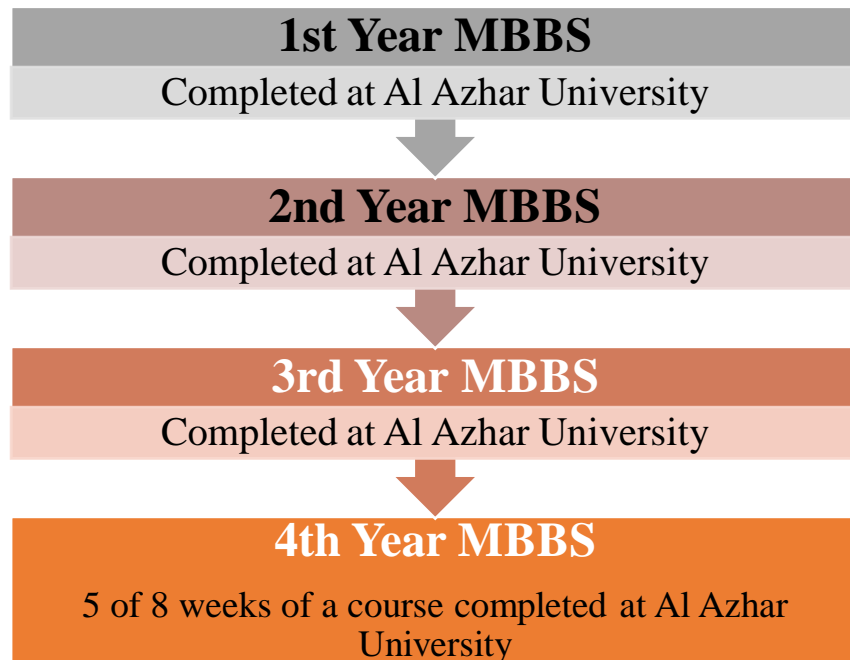 1st Year MBBS
Completed at Al Azhar University
2nd Year MBBS
Completed at Al Azhar University
3rd Year MBBS
Completed at Al Azhar University
4th Year MBBS
5 of 8 weeks of a course completed at Al Azhar
University